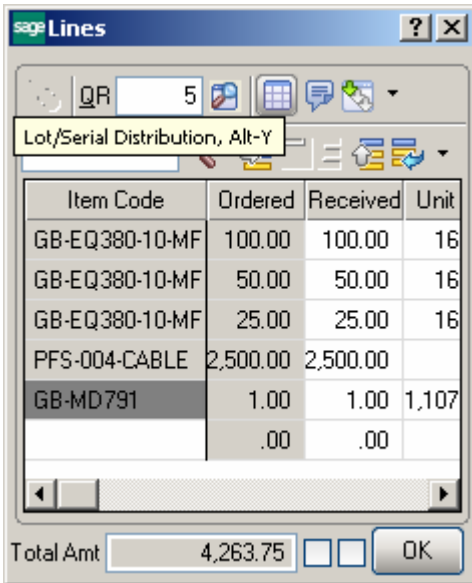 sage Lines
QR 5
Lot/Serial Distribution, Alt-Y
Item Code Ordered Received Unit
GB-EQ380-10-MF 100.00 100.00 16
GB-EQ380-10-MF 50.00 50.00 16
GB-EQ380-10-MF 25.00 25.00 16
PFS-004-CABLE 2,500.00 2,500.00
GB-MD791 1.00 1.00 1,107
.00 .00
Total Amt 4,263.75 OK